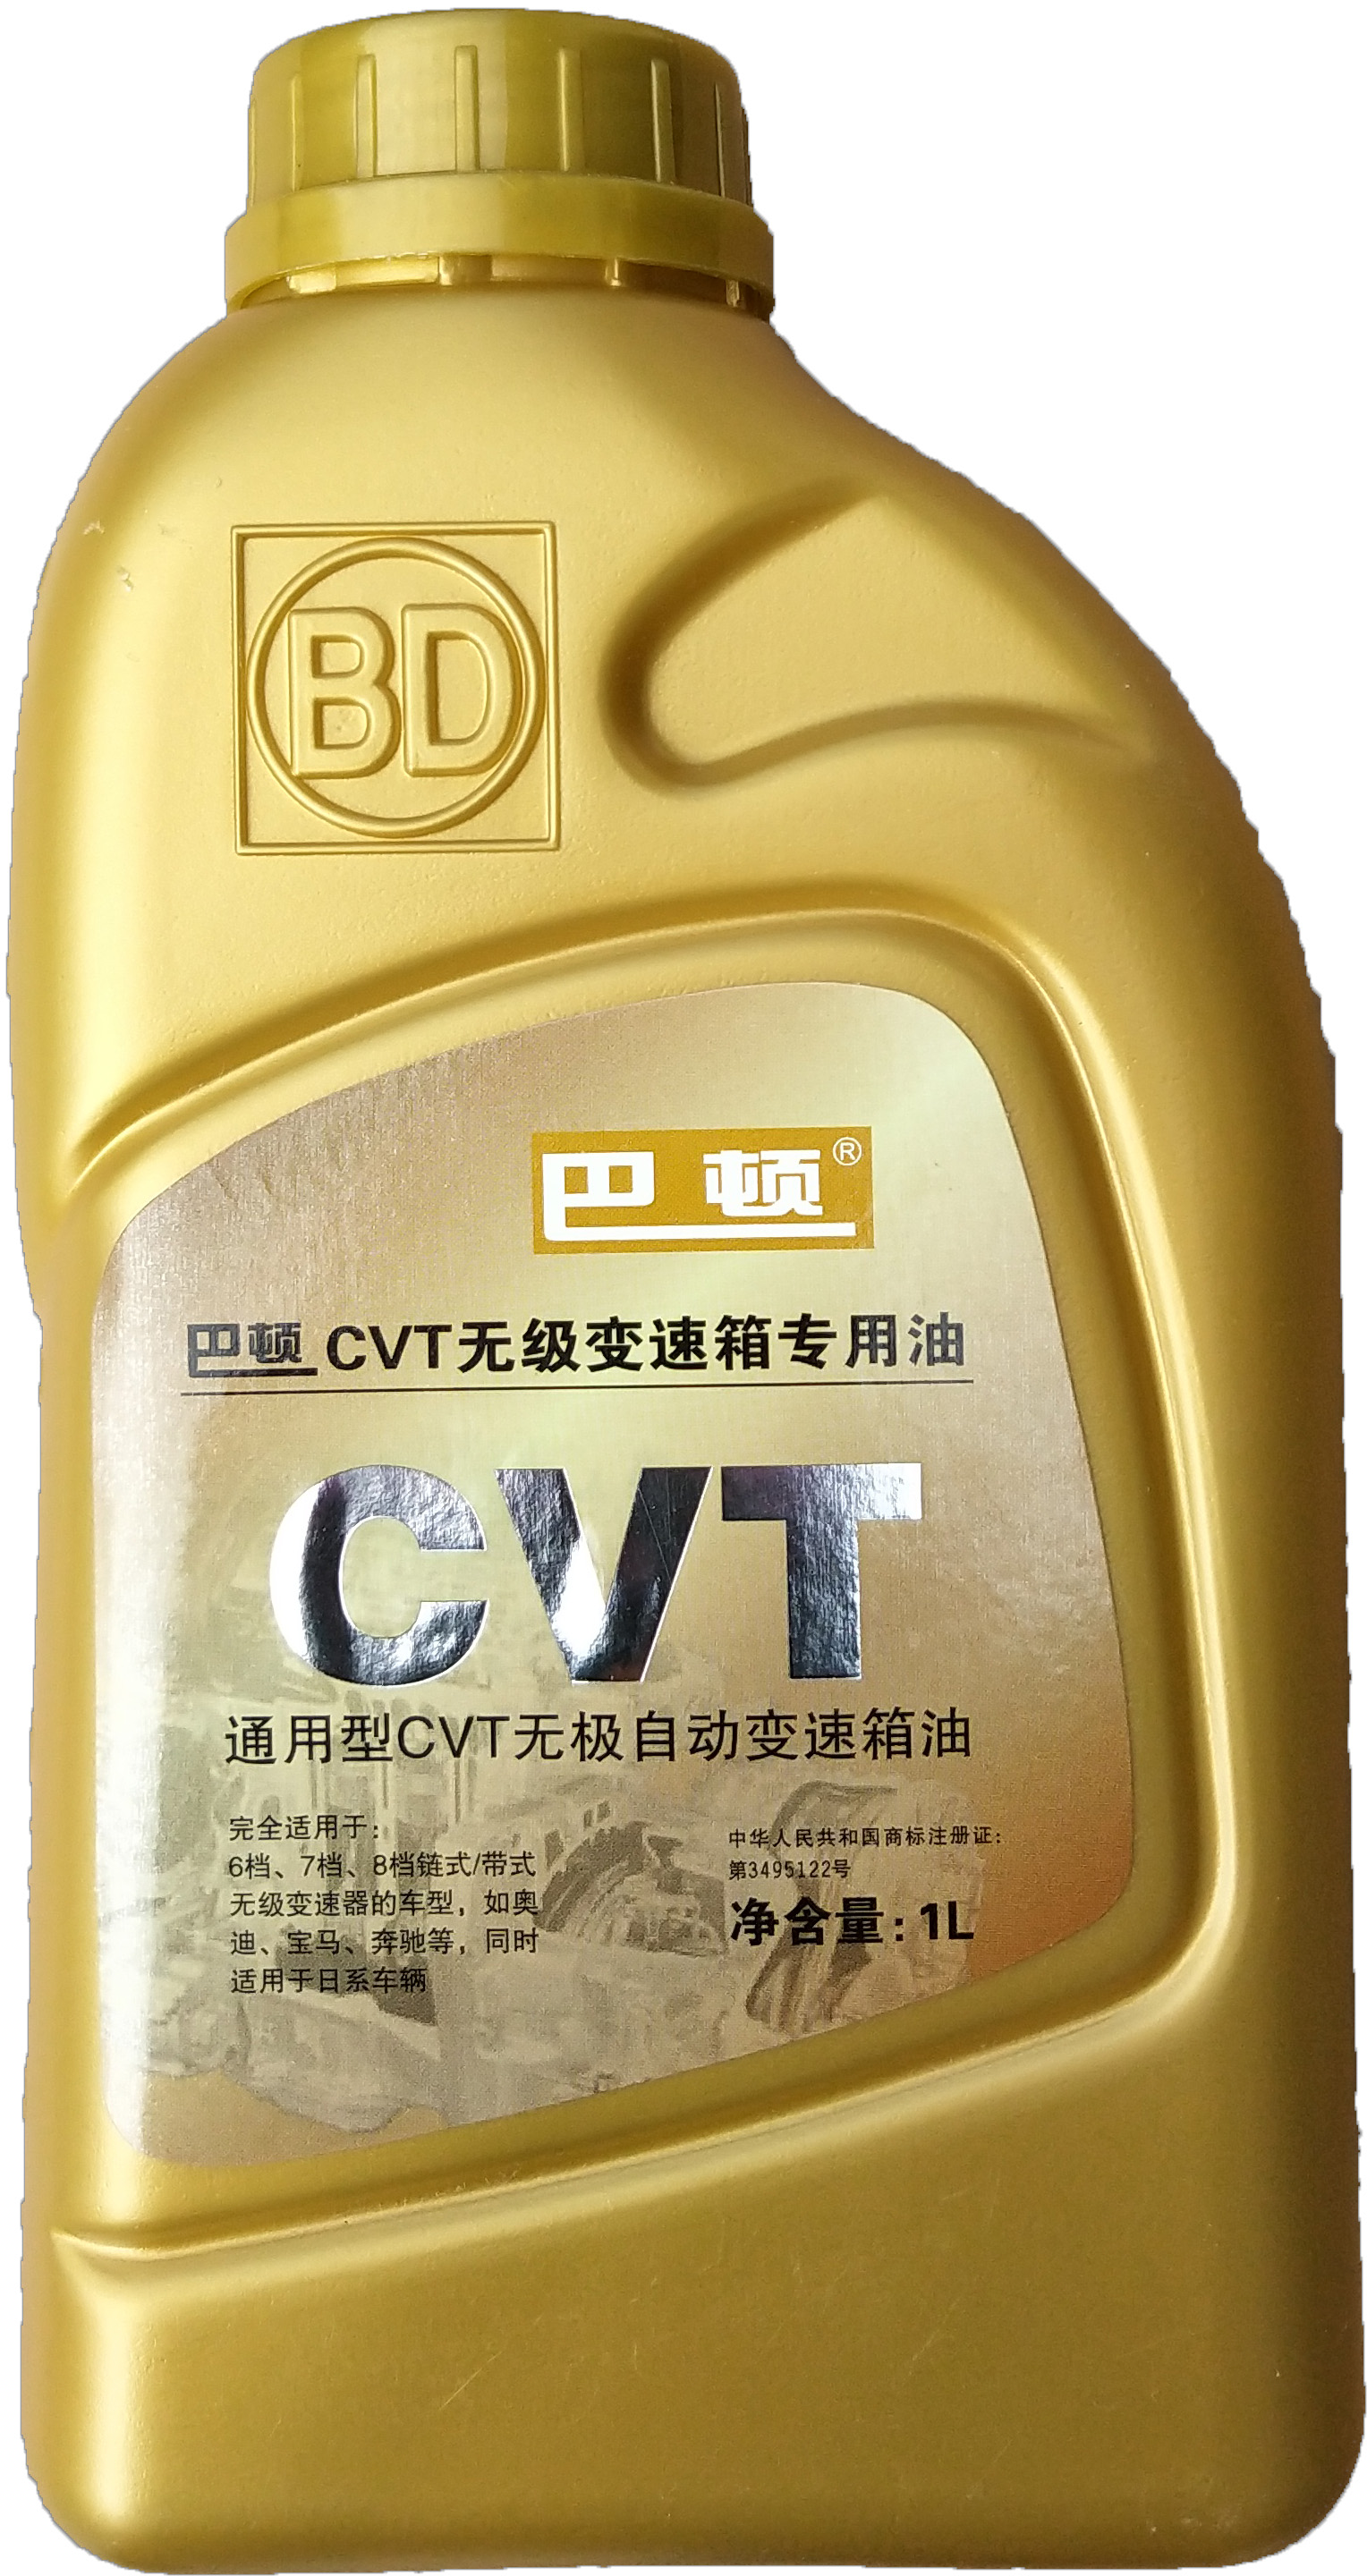 BD
巴顿®
巴顿CVT无级变速箱专用油
CVT
通用型CVT无极自动变速箱油
完全适用于:
6档、7档、8档链式/带式
无级变速器的车型，如奥
迪、宝马、奔驰等，同时
适用于日系车辆
中华人民共和国商标注册证:
第3495122号
净含量:1L